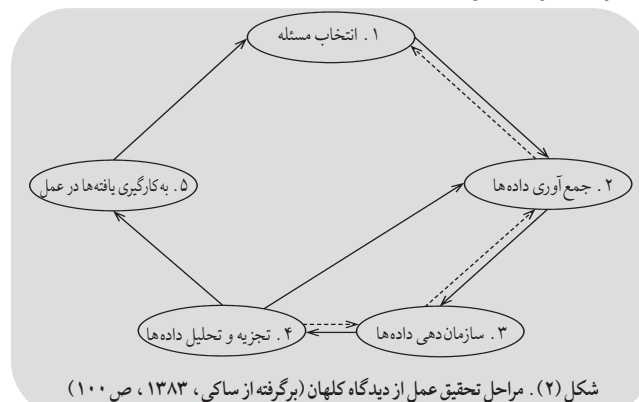 ۱. انتخاب مسئله
۲. جمع‌آوری داده‌ها
۳. سازمان‌دهی داده‌ها
۴. تجزیه و تحلیل داده‌ها
۵. به‌کارگیری یافته‌ها در عمل
شکل (۲). مراحل تحقیق عمل از دیدگاه کلهان (برگرفته از ساکی، ۱۳۸۳، ص ۱۰۰)